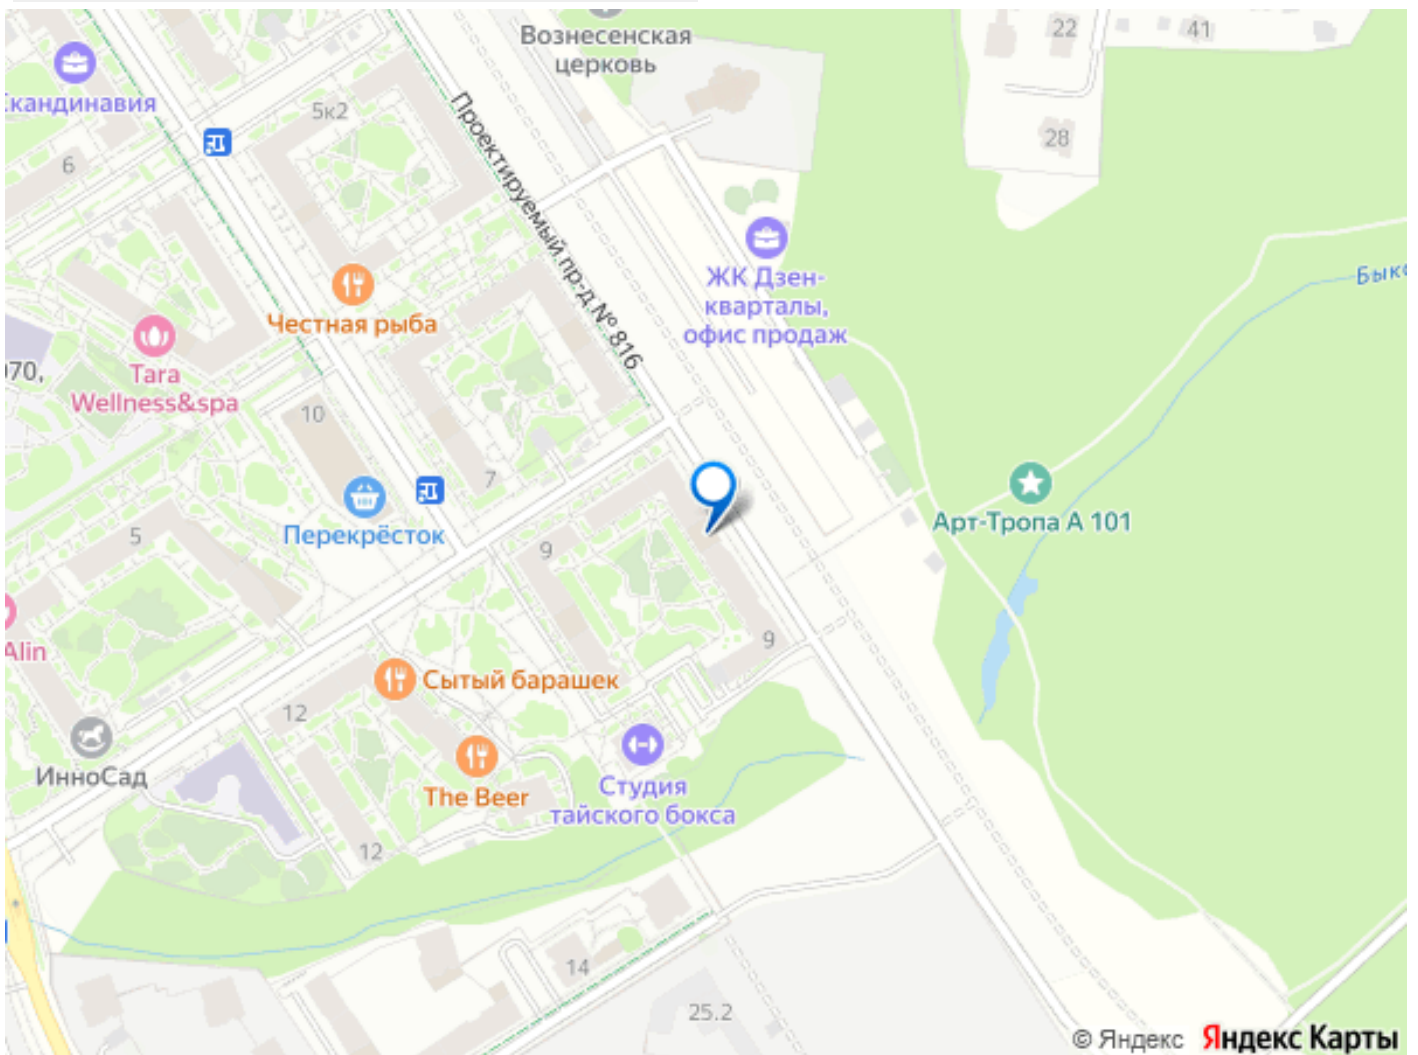 Вознесенская
церковь
22
41
кандинавия
5к2
28
6
Проектируемый пр-д № 816
ЖК Дзен-
кварталы,
офис продаж
Честная рыба
070,
Tara
Wellness&spa
10
7
Перекрёсток
Арт-Тропа А 101
5
9
9
Alin
Сытый барашек
12
ИнноСад
The Beer
Студия
тайского бокса
12
14
25.2
© Яндекс Яндекс Карты